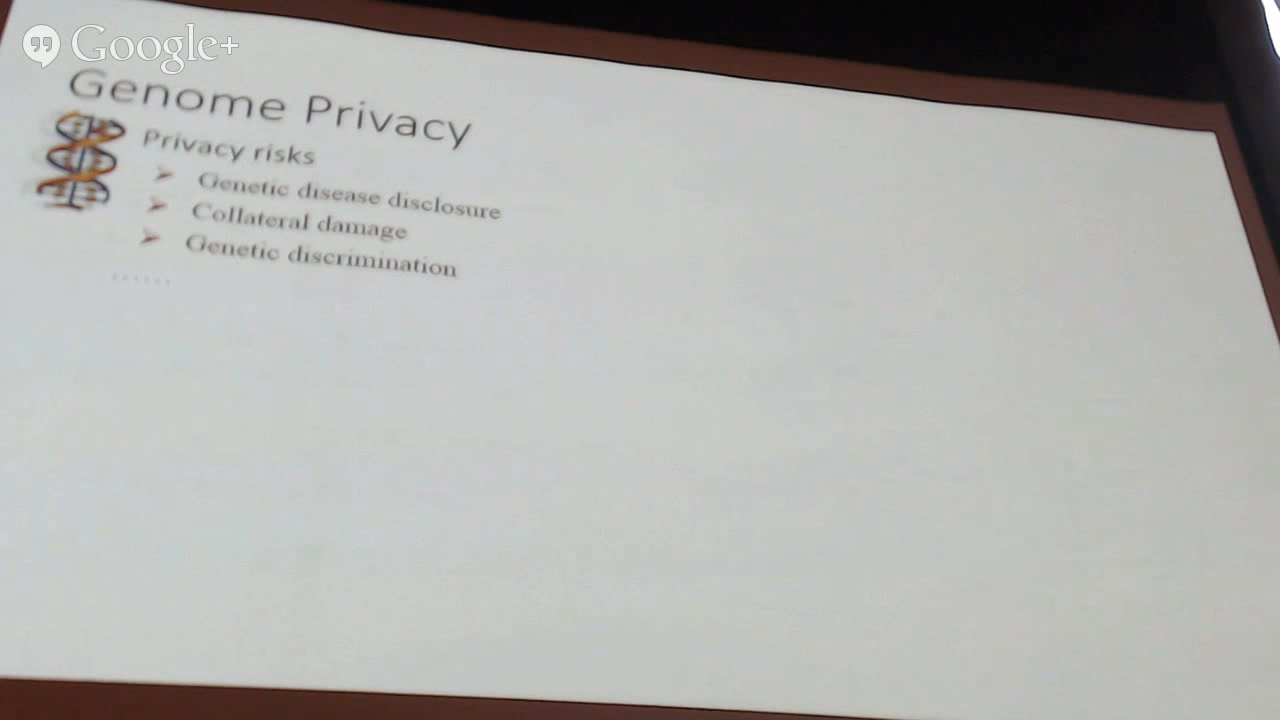 Google+
Genome Privacy
Privacy risks
➢ Genetic disease disclosure
➢ Collateral damage
➢ Genetic discrimination
......